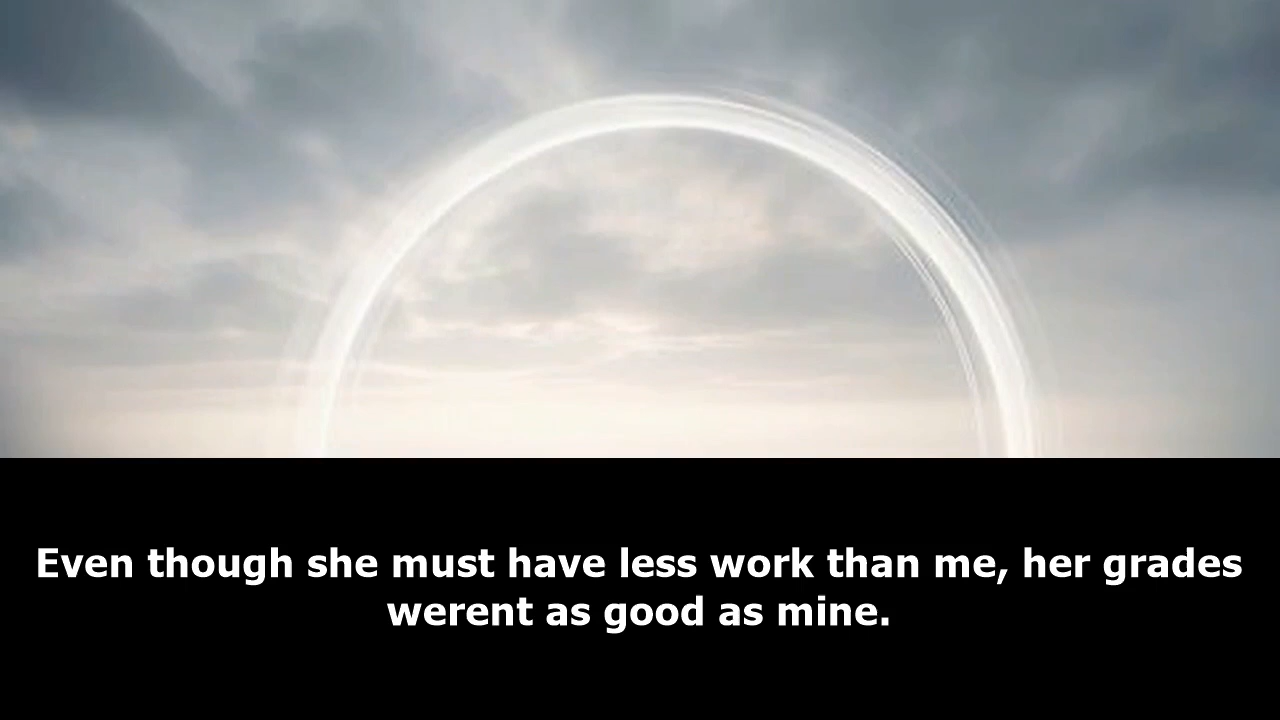 Even though she must have less work than me, her grades
werent as good as mine.